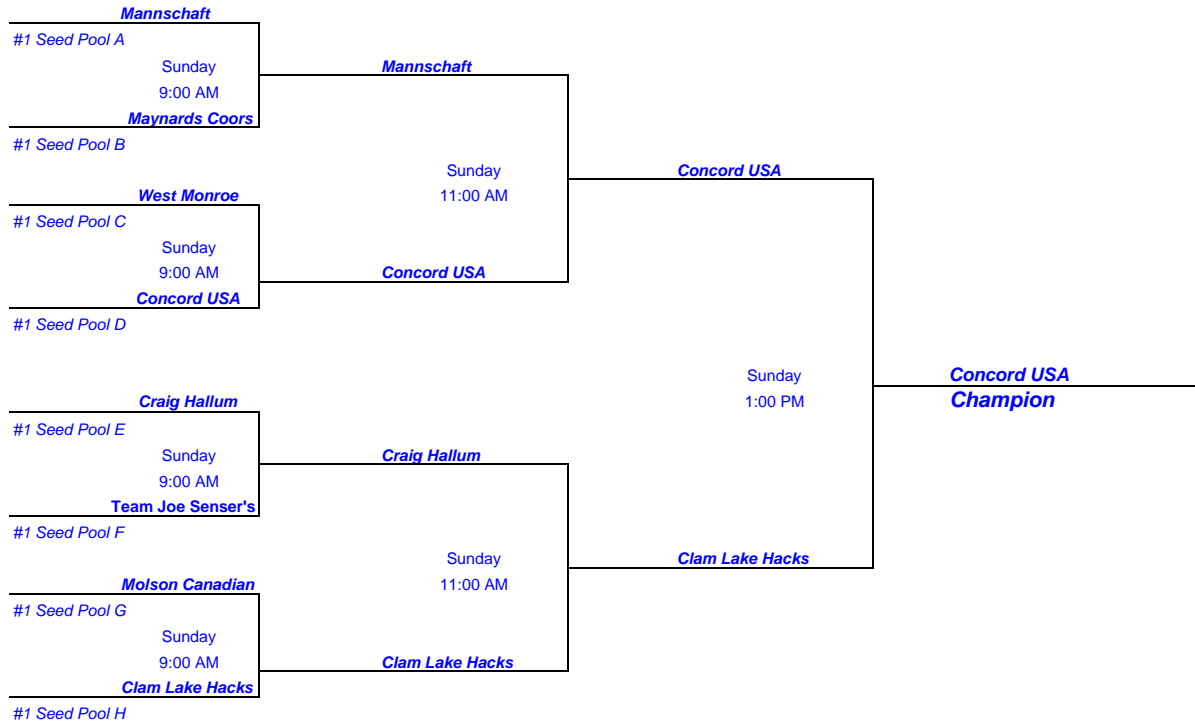 Mannschaft
#1 Seed Pool A
Sunday
Mannschaft
9:00 AM
Maynards Coors
#1 Seed Pool B
Sunday
Concord USA
West Monroe
11:00 AM
#1 Seed Pool C
Sunday
9:00 AM
Concord USA
Concord USA
#1 Seed Pool D
Sunday
Concord USA
Craig Hallum
1:00 PM
Champion
#1 Seed Pool E
Sunday
Craig Hallum
9:00 AM
Team Joe Senser's
#1 Seed Pool F
Sunday
Clam Lake Hacks
Molson Canadian
11:00 AM
#1 Seed Pool G
Sunday
9:00 AM
Clam Lake Hacks
Clam Lake Hacks
#1 Seed Pool H